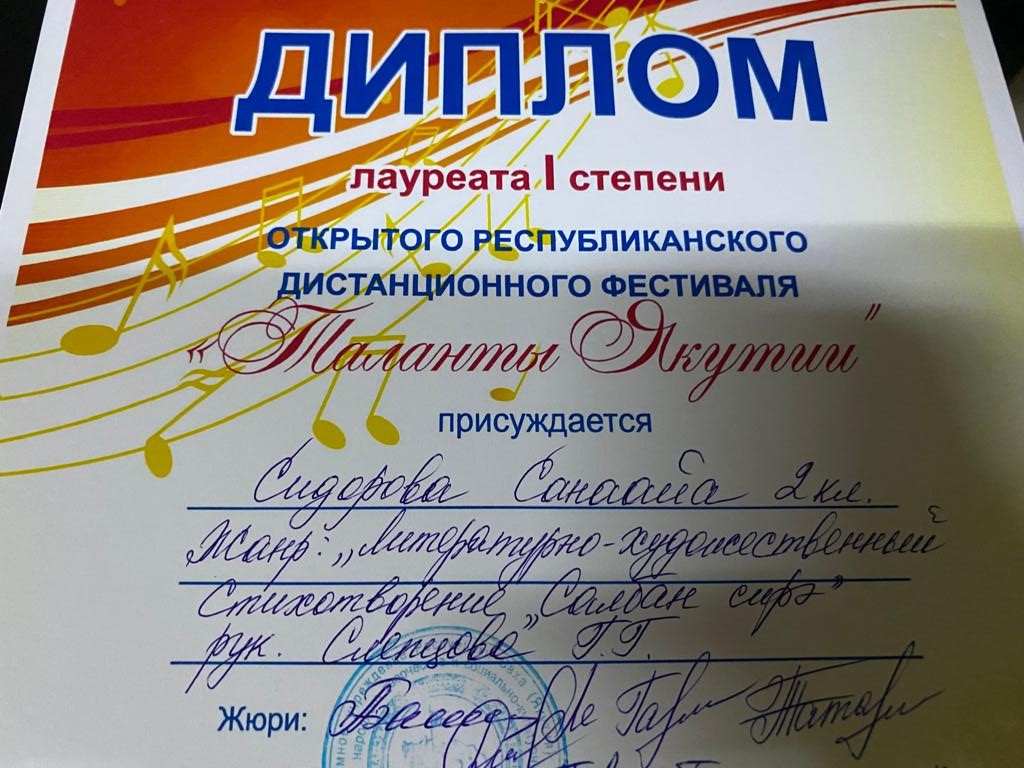 ДИПЛОМ
лауреата I степени
ОТКРЫТОГО РЕСПУБЛИКАНСКОГО
ДИСТАНЦИОННОГО ФЕСТИВАЛЯ
"Таланты Якутии"
присуждается
Сидорова Санаайа 2 кл.
Жанр: „Литературно-художественный
Стихотворение „Салбан сирэ"
рук. Слепцова Г.Г.
Жюри: